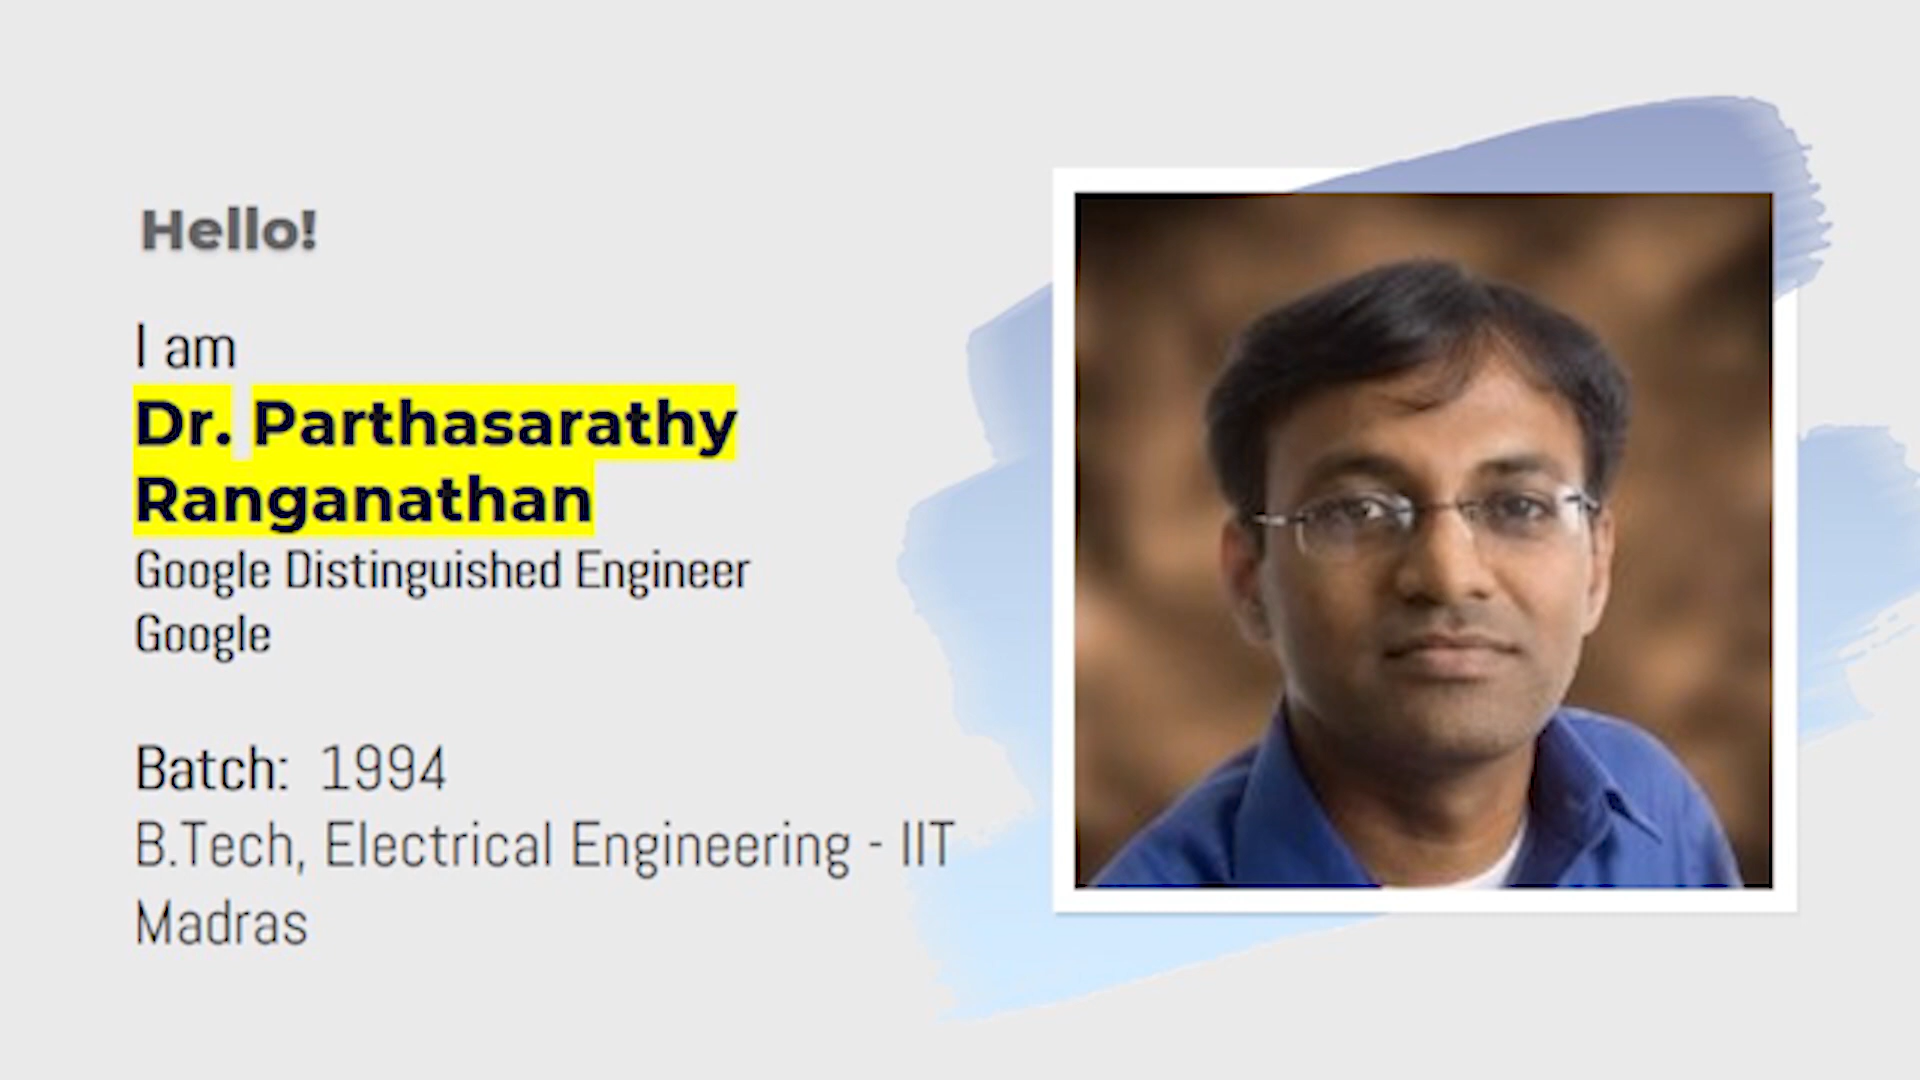 Hello!
I am
Dr. Parthasarathy
Ranganathan
Google Distinguished Engineer
Google
Batch: 1994
B.Tech, Electrical Engineering - IIT
Madras